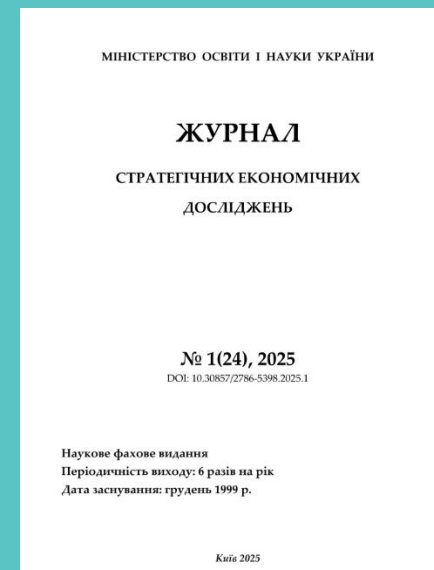 МІНІСТЕРСТВО ОСВІТИ І НАУКИ УКРАЇНИ
ЖУРНАЛ
СТРАТЕГІЧНИХ ЕКОНОМІЧНИХ
ДОСЛІДЖЕНЬ
№ 1(24), 2025
DOI: 10.30857/2786-5398.2025.1
Наукове фахове видання
Періодичність виходу: 6 разів на рік
Дата заснування: грудень 1999 р.
Київ 2025